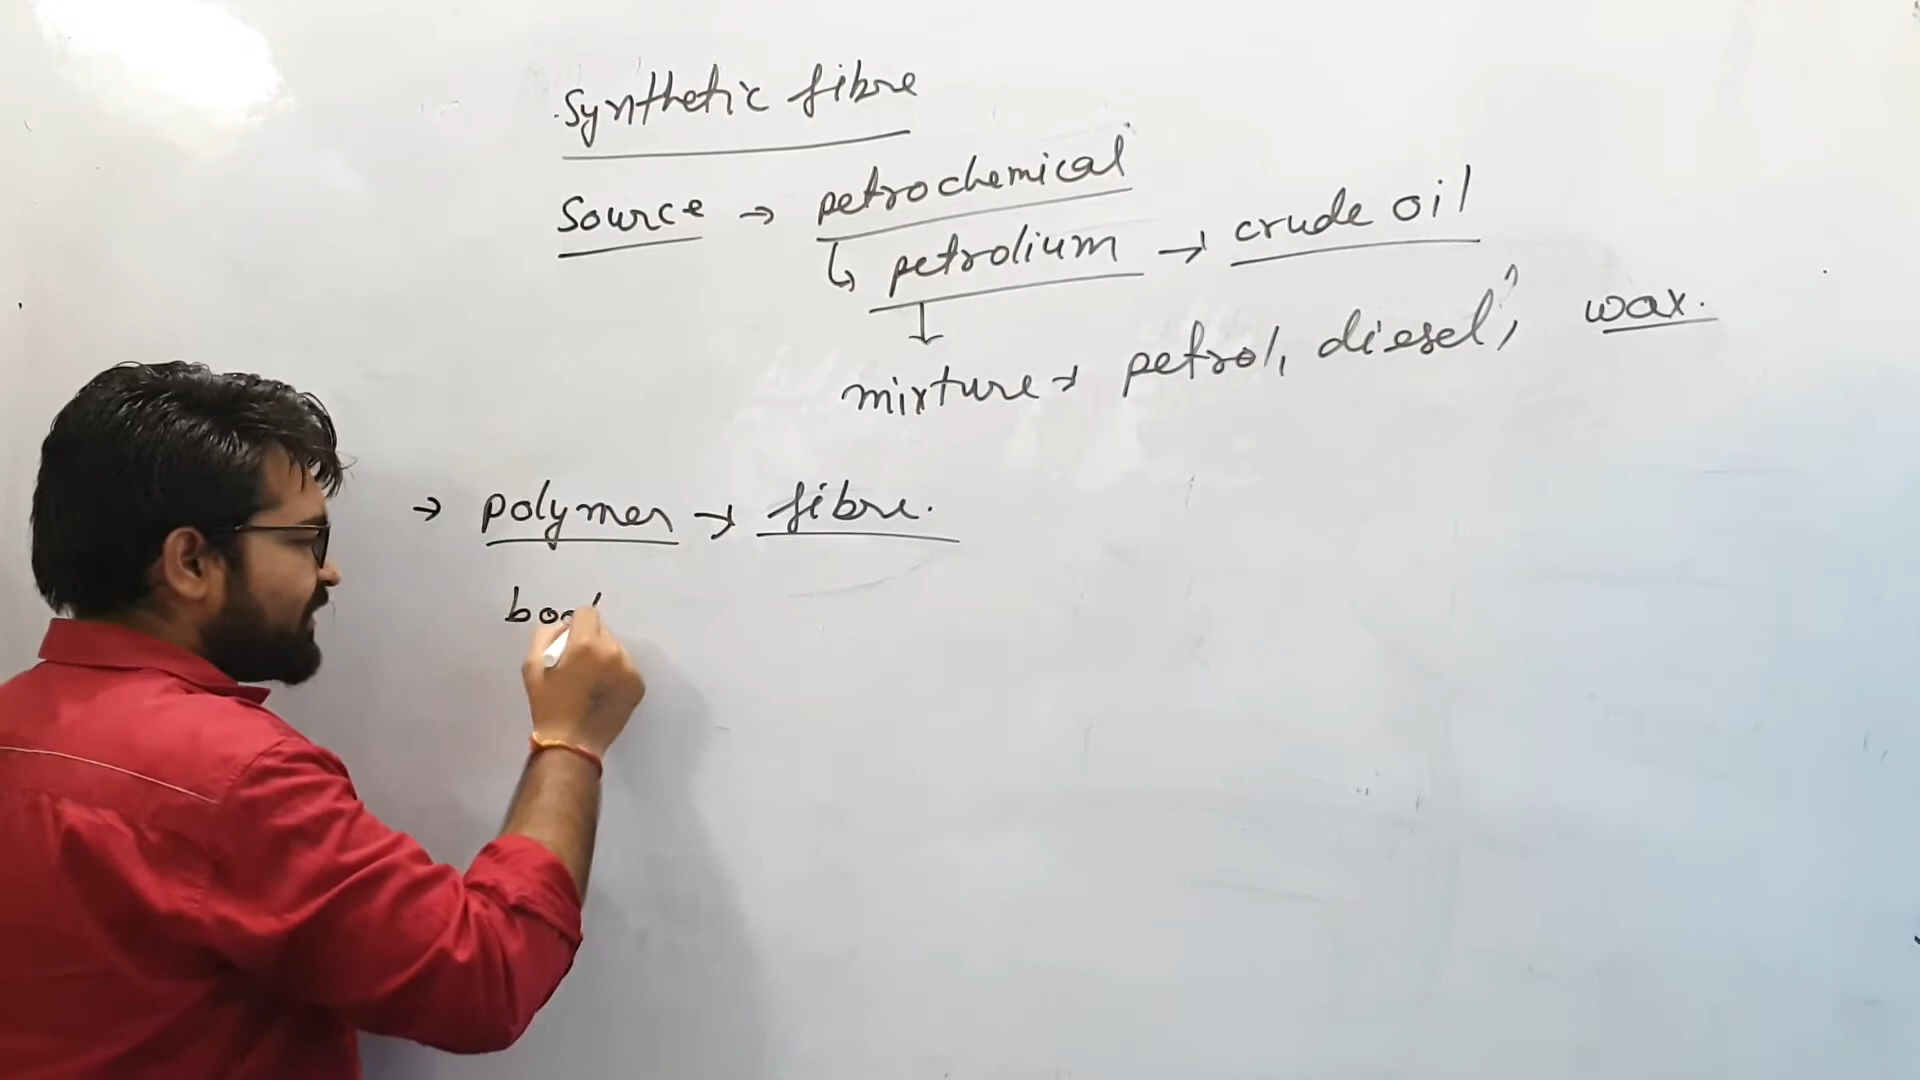 Synthetic fibre
Source → petrochemical
↳ petrolium → crude oil
↓
mixture → petrol, diesel, wax.
→ polymer → fibre.